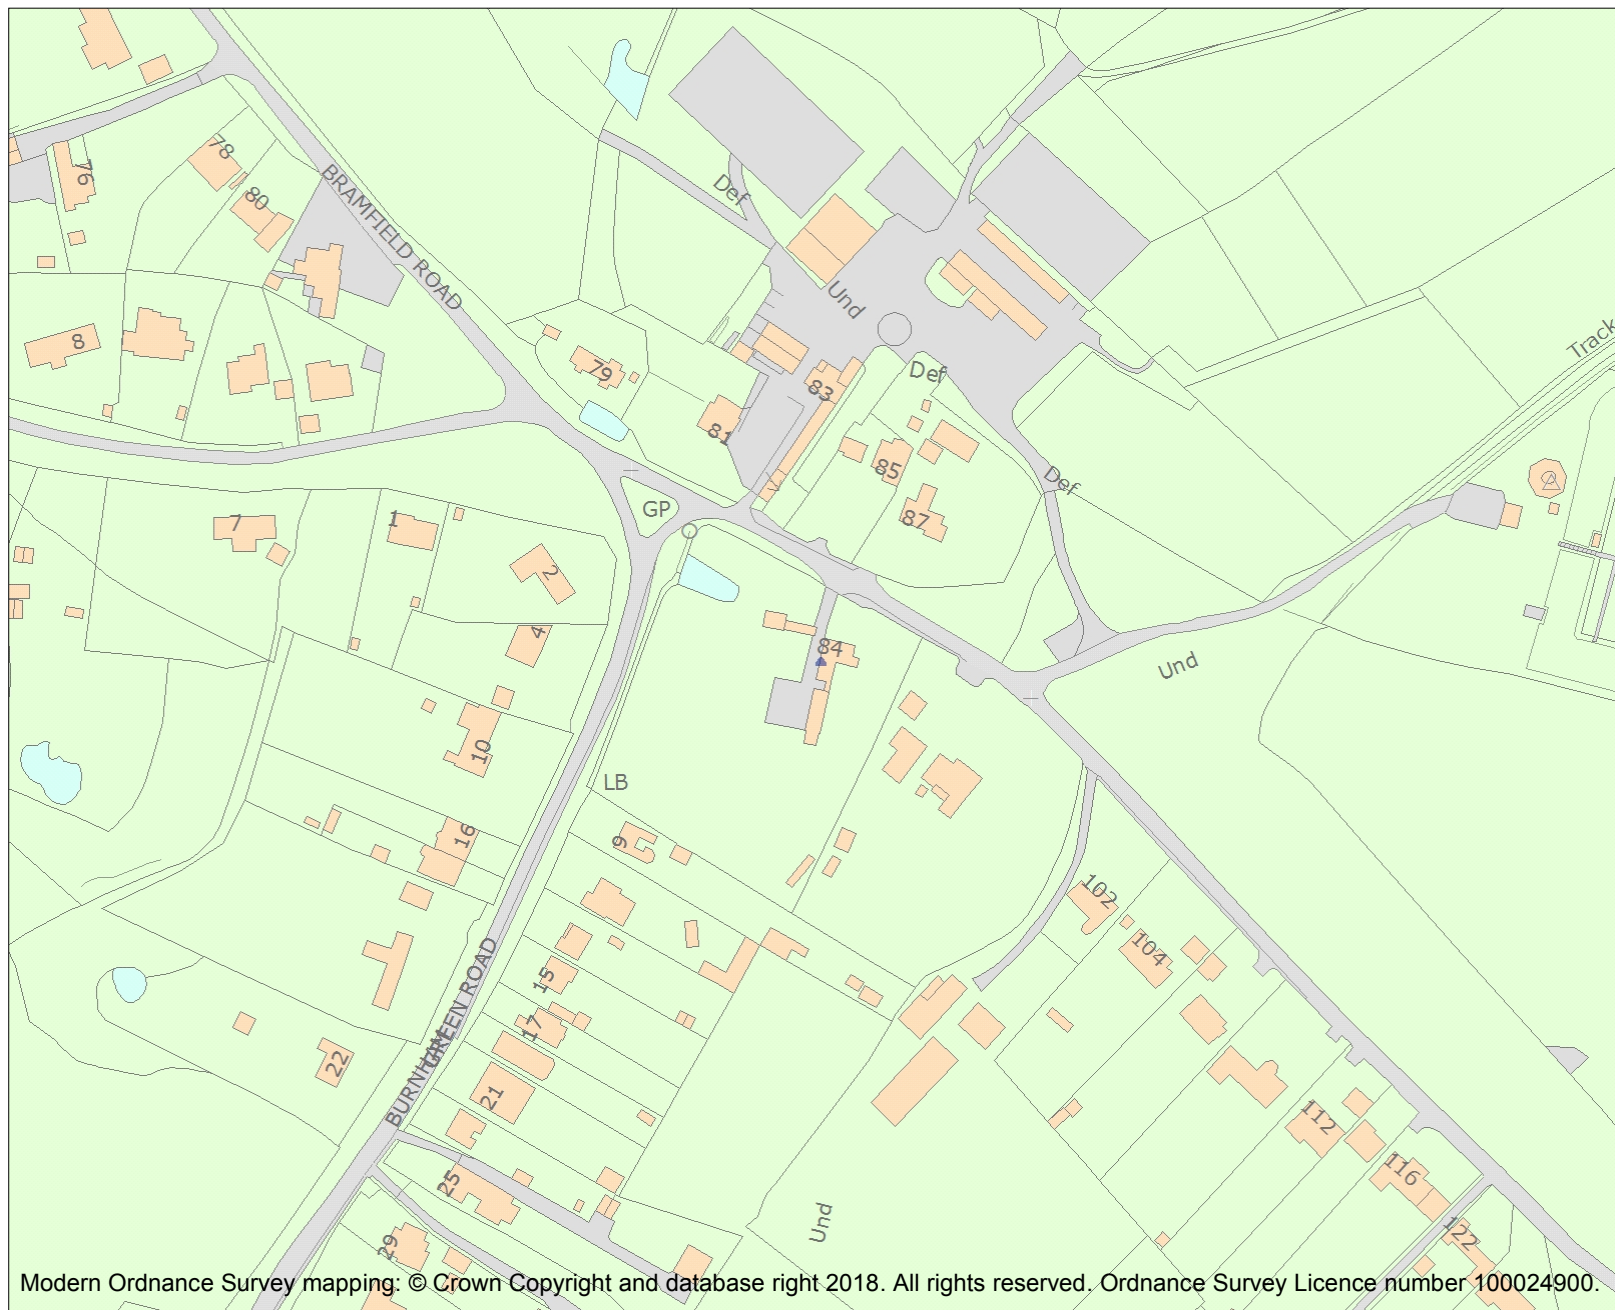 78
76
80
BRAMFIELD ROAD
Def
Und
8
79
83
Def
81
85
Def
87
GP
7
1
2
4
84
Und
10
LB
16
9
102
104
15
17
BURNHAM GREEN ROAD
22
21
112
116
25
122
29
Und
Track
Modern Ordnance Survey mapping: © Crown Copyright and database right 2018. All rights reserved. Ordnance Survey Licence number 100024900.